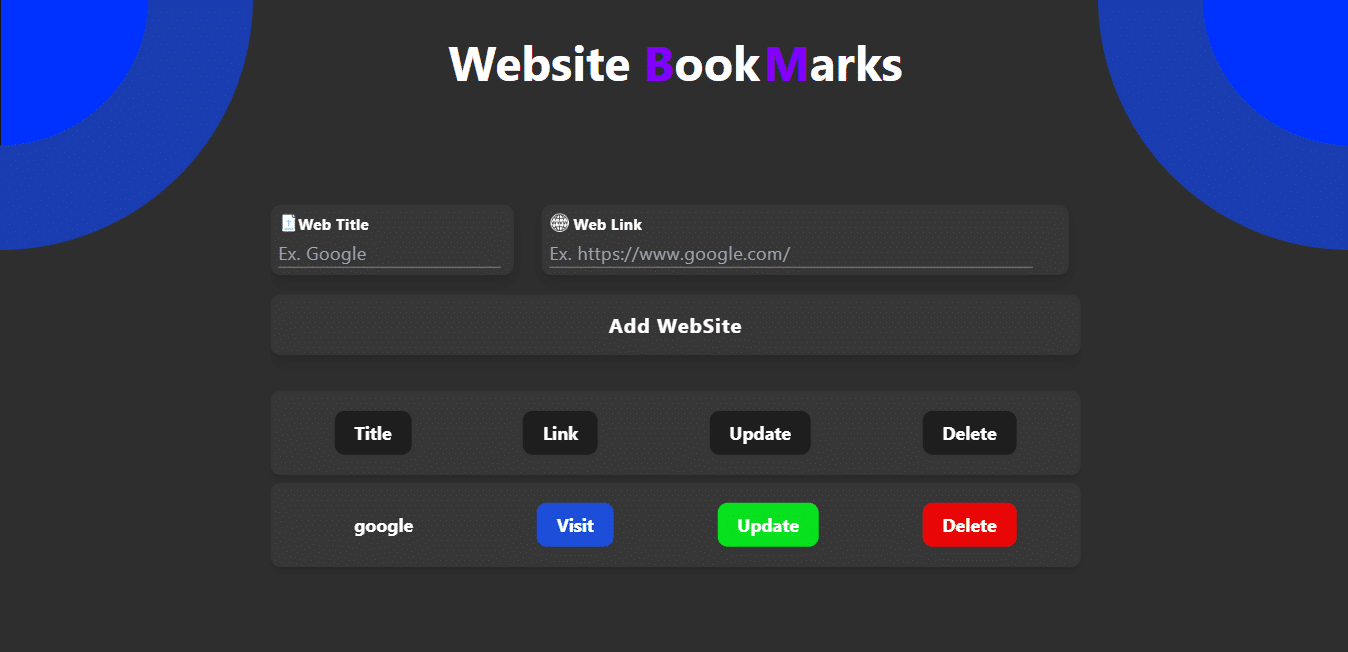 Website BookMarks
Web Title
Web Link
Ex. Google
Ex. https://www.google.com/
Add WebSite
Title Link Update Delete
google Visit Update Delete